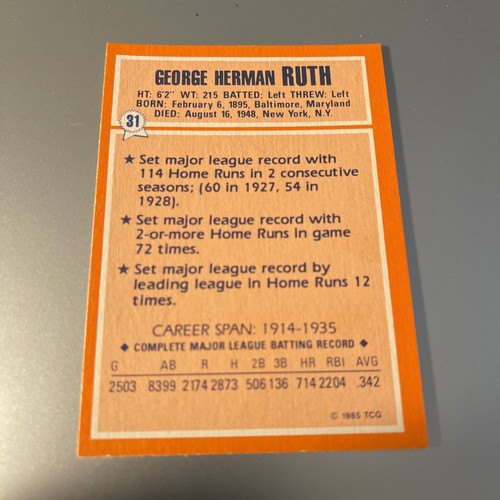 GEORGE HERMAN RUTH
HT: 6'2" WT: 215 BATTED: Left THREW: Left
BORN: February 6, 1895, Baltimore, Maryland
DIED: August 16, 1948, New York, N.Y.
31
★ Set major league record with
114 Home Runs in 2 consecutive
seasons; (60 in 1927, 54 in
1928).
★ Set major league record with
2-or-more Home Runs in game
72 times.
★ Set major league record by
leading league in Home Runs 12
times.
CAREER SPAN: 1914-1935
◆ COMPLETE MAJOR LEAGUE BATTING RECORD ◆
G AB R H 2B 3B HR RBI AVG
2503 8399 2174 2873 506 136 714 2204 .342
© 1985 TCG